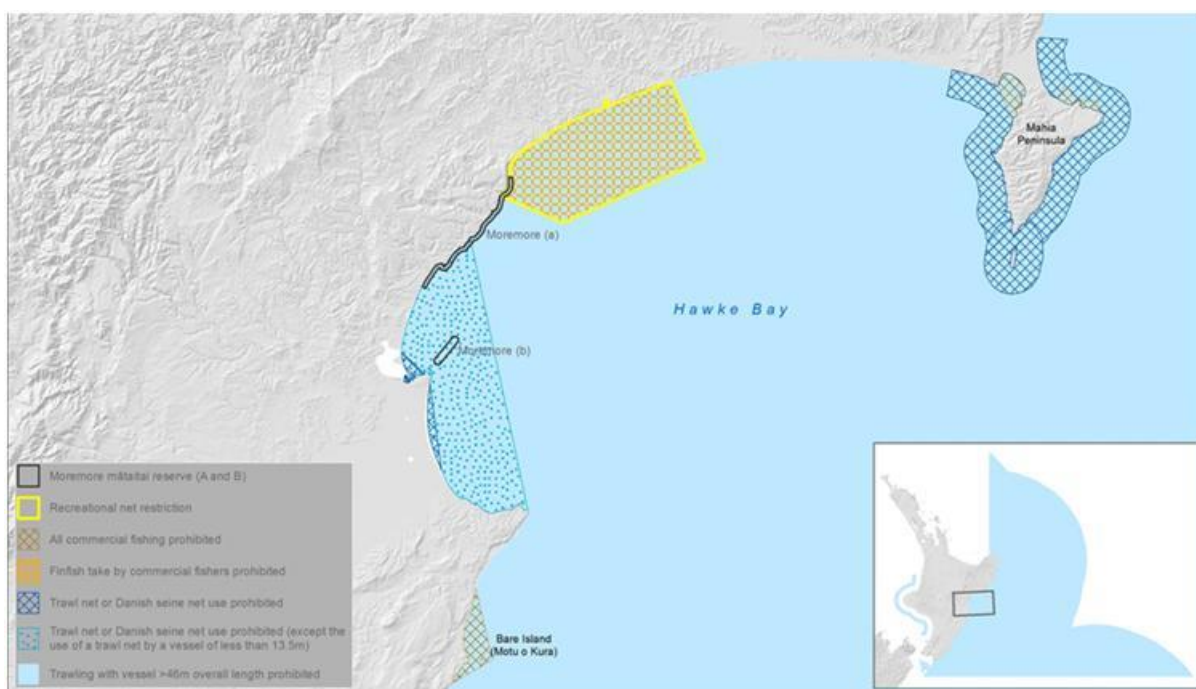 Mahia
Peninsula
Moremore (a)
Hawke Bay
Moremore (b)
Bare Island
(Motu o Kura)
Moremore mātaitai reserve (A and B)
Recreational net restriction
All commercial fishing prohibited
Finfish take by commercial fishers prohibited
Trawl net or Danish seine net use prohibited
Trawl net or Danish seine net use prohibited (except the
use of a trawl net by a vessel of less than 13.5m)
Trawling with vessel >46m overall length prohibited